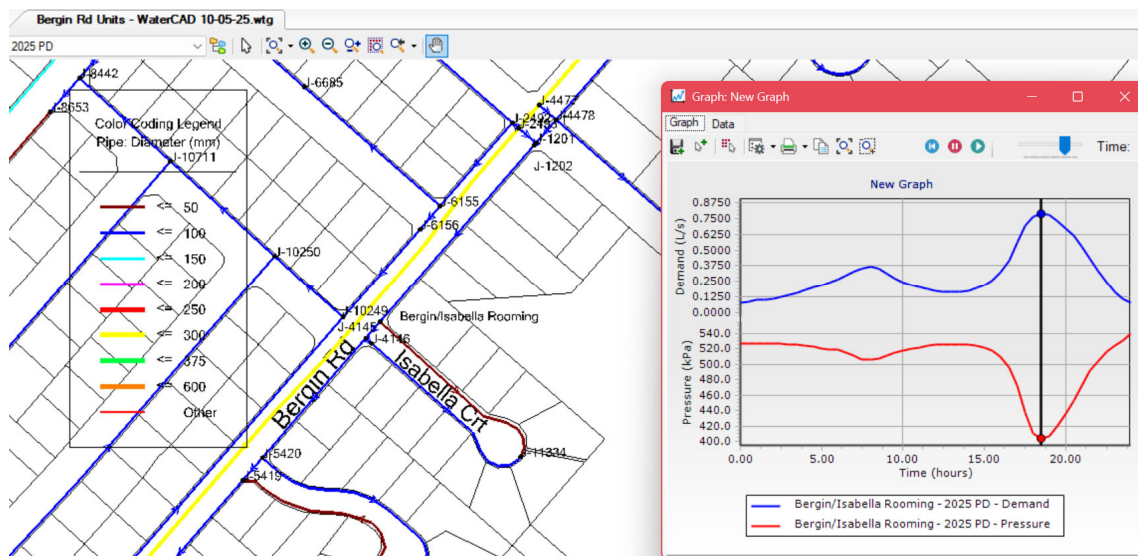 Bergin Rd Units - WaterCAD 10-05-25.wtg
2025 PD
J-8442
J-8653
Color Coding Legend
Pipe: Diameter (mm)
J-10711
<= 50
<= 100
<= 150
<= 200
<= 250
<= 300
<= 375
<= 600
Other
J-6685
J-4477
J-2492
J-4478
J-1201
J-1202
J-6155
J-6156
J-10250
J-10249
Bergin/Isabella Rooming
J-4145
J-4146
Bergin Rd
Isabella Crt
J-11334
J-5420
J-5419
Graph: New Graph
Graph Data
Time:
New Graph
Demand (L/s)
0.8750
0.7500
0.6250
0.5000
0.3750
0.2500
0.1250
0.0000
Pressure (kPa)
540.0
520.0
500.0
480.0
460.0
440.0
420.0
400.0
0.00 5.00 10.00 15.00 20.00
Time (hours)
Bergin/Isabella Rooming - 2025 PD - Demand
Bergin/Isabella Rooming - 2025 PD - Pressure